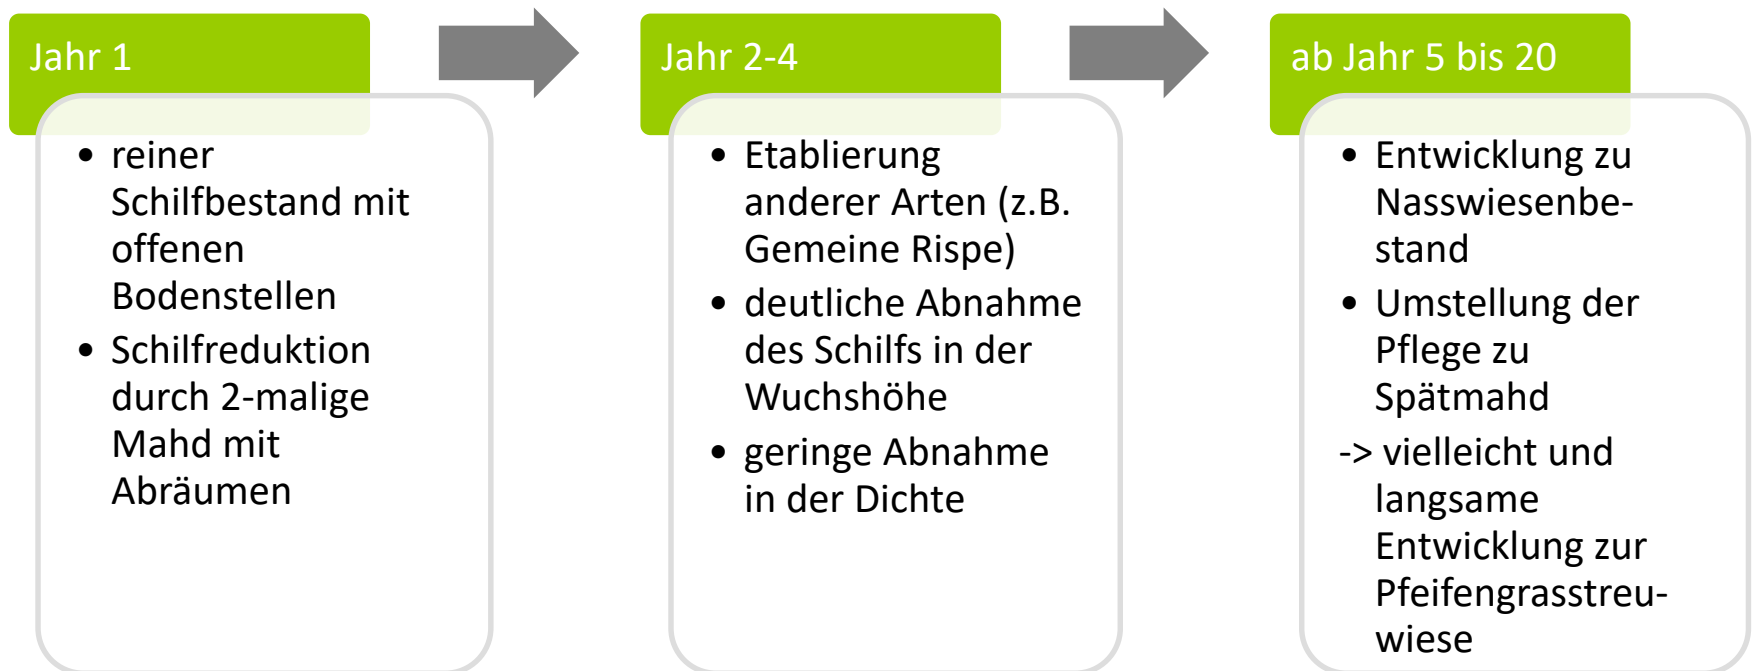 Jahr 1
• reiner
Schilfbestand mit
offenen
Bodenstellen
• Schilfreduktion
durch 2-malige
Mahd mit
Abräumen
Jahr 2-4
• Etablierung
anderer Arten (z.B.
Gemeine Rispe)
• deutliche Abnahme
des Schilfs in der
Wuchshöhe
• geringe Abnahme
in der Dichte
ab Jahr 5 bis 20
• Entwicklung zu
Nasswiesenbe-
stand
• Umstellung der
Pflege zu
Spätmahd
-> vielleicht und
langsame
Entwicklung zur
Pfeifengrasstreu-
wiese